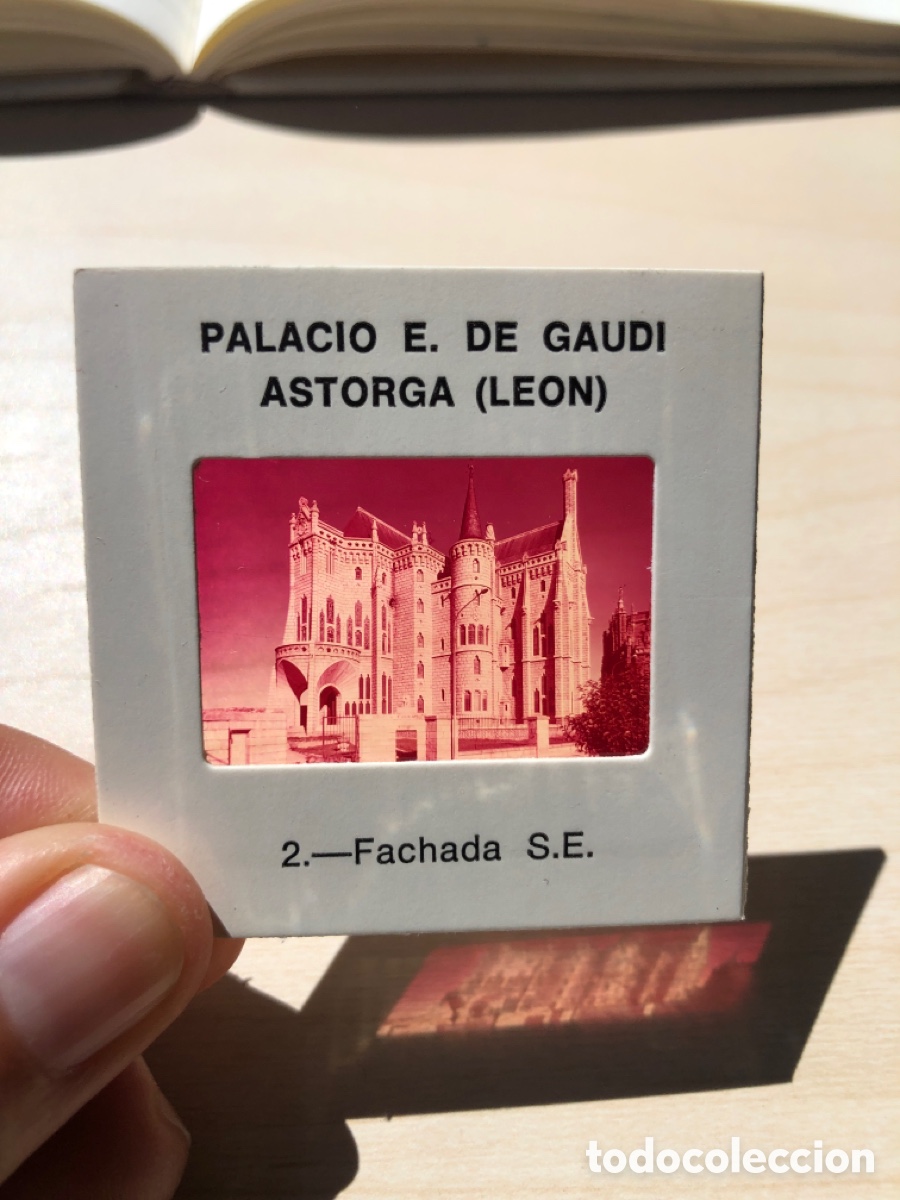 PALACIO E. DE GAUDI
ASTORGA (LEON)
2.—Fachada S.E.
todocoleccion